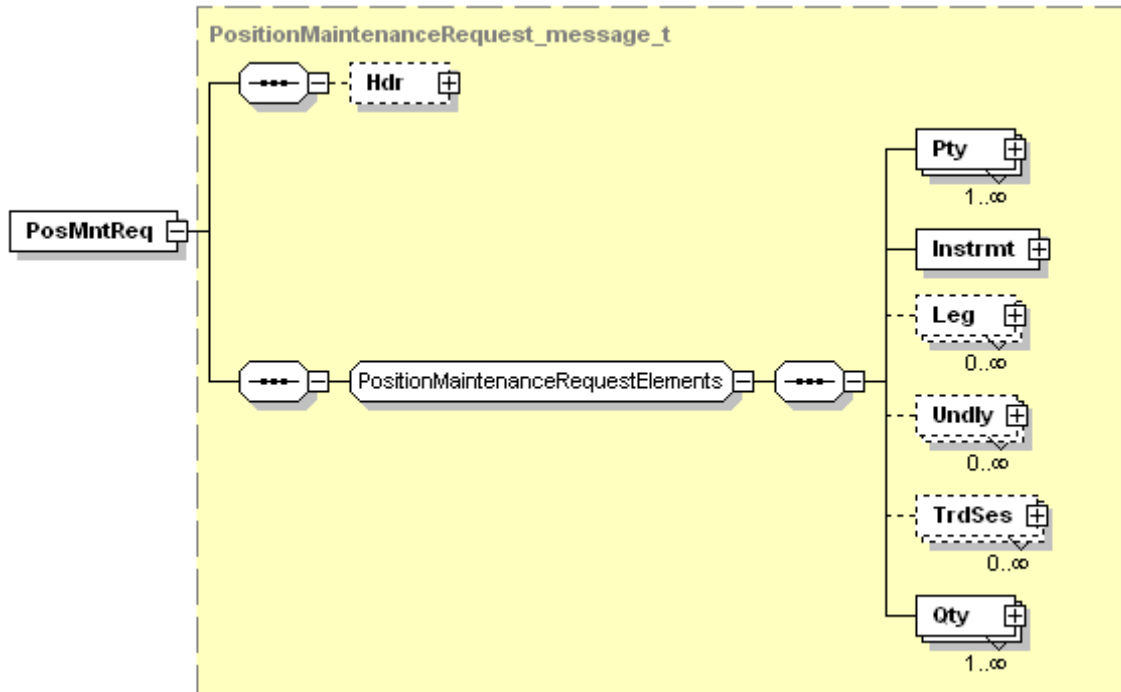 PositionMaintenanceRequest_message_t
Hdr
Pty
1..∞
PosMntReq
Instrmt
Leg
0..∞
PositionMaintenanceRequestElements
Undly
0..∞
TrdSes
0..∞
Qty
1..∞